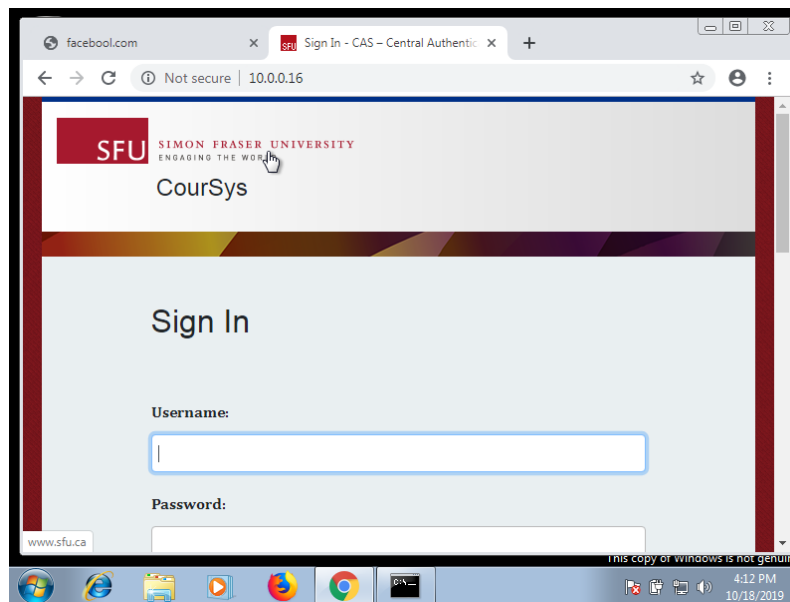 facebool.com
SFU Sign In - CAS – Central Authentic
Not secure | 10.0.0.16
SFU SIMON FRASER UNIVERSITY
ENGAGING THE WOR
CourSys
Sign In
Username:
Password:
www.sfu.ca
This copy of Windows is not genuin
C:\_
4:12 PM
10/18/2019